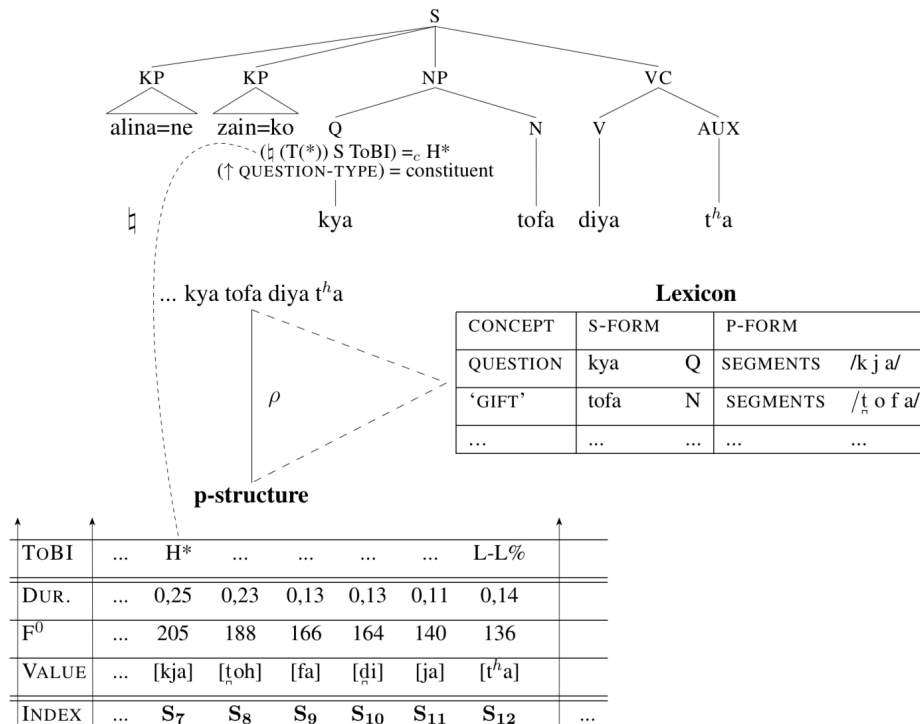 S
KP KP NP VC
alina=ne zain=ko Q N V AUX
(♮ (T(*)) S ToBI) =c H*
(↑ QUESTION-TYPE) = constituent
♮ kya tofa diya tʰa
... kya tofa diya tʰa
Lexicon
CONCEPT S-FORM P-FORM
QUESTION kya Q SEGMENTS /k j a/
‘GIFT’ tofa N SEGMENTS /t̪ o f a/
... ... ... ... ...
ρ
p-structure
TOBI ... H* ... ... ... ... L-L%
DUR. ... 0,25 0,23 0,13 0,13 0,11 0,14
F⁰ ... 205 188 166 164 140 136
VALUE ... [kja] [t̪oh] [fa] [d̪i] [ja] [tʰa]
INDEX ... S₇ S₈ S₉ S₁₀ S₁₁ S₁₂ ...